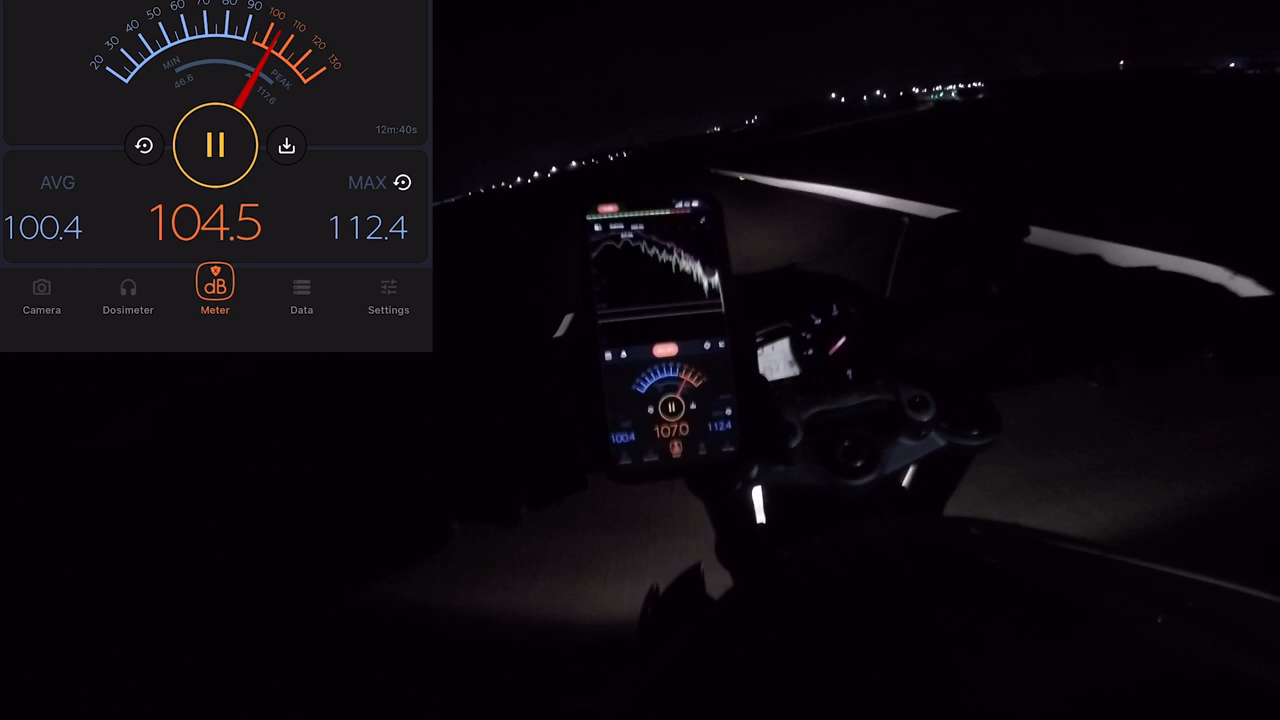 20 30 40 50 60 70 80 90 100 110 120 130
MIN
46.6
PEAK
117.6
12m:40s
AVG
MAX
100.4
104.5
112.4
dB
Camera
Dosimeter
Meter
Data
Settings
100.4
107.0
112.4